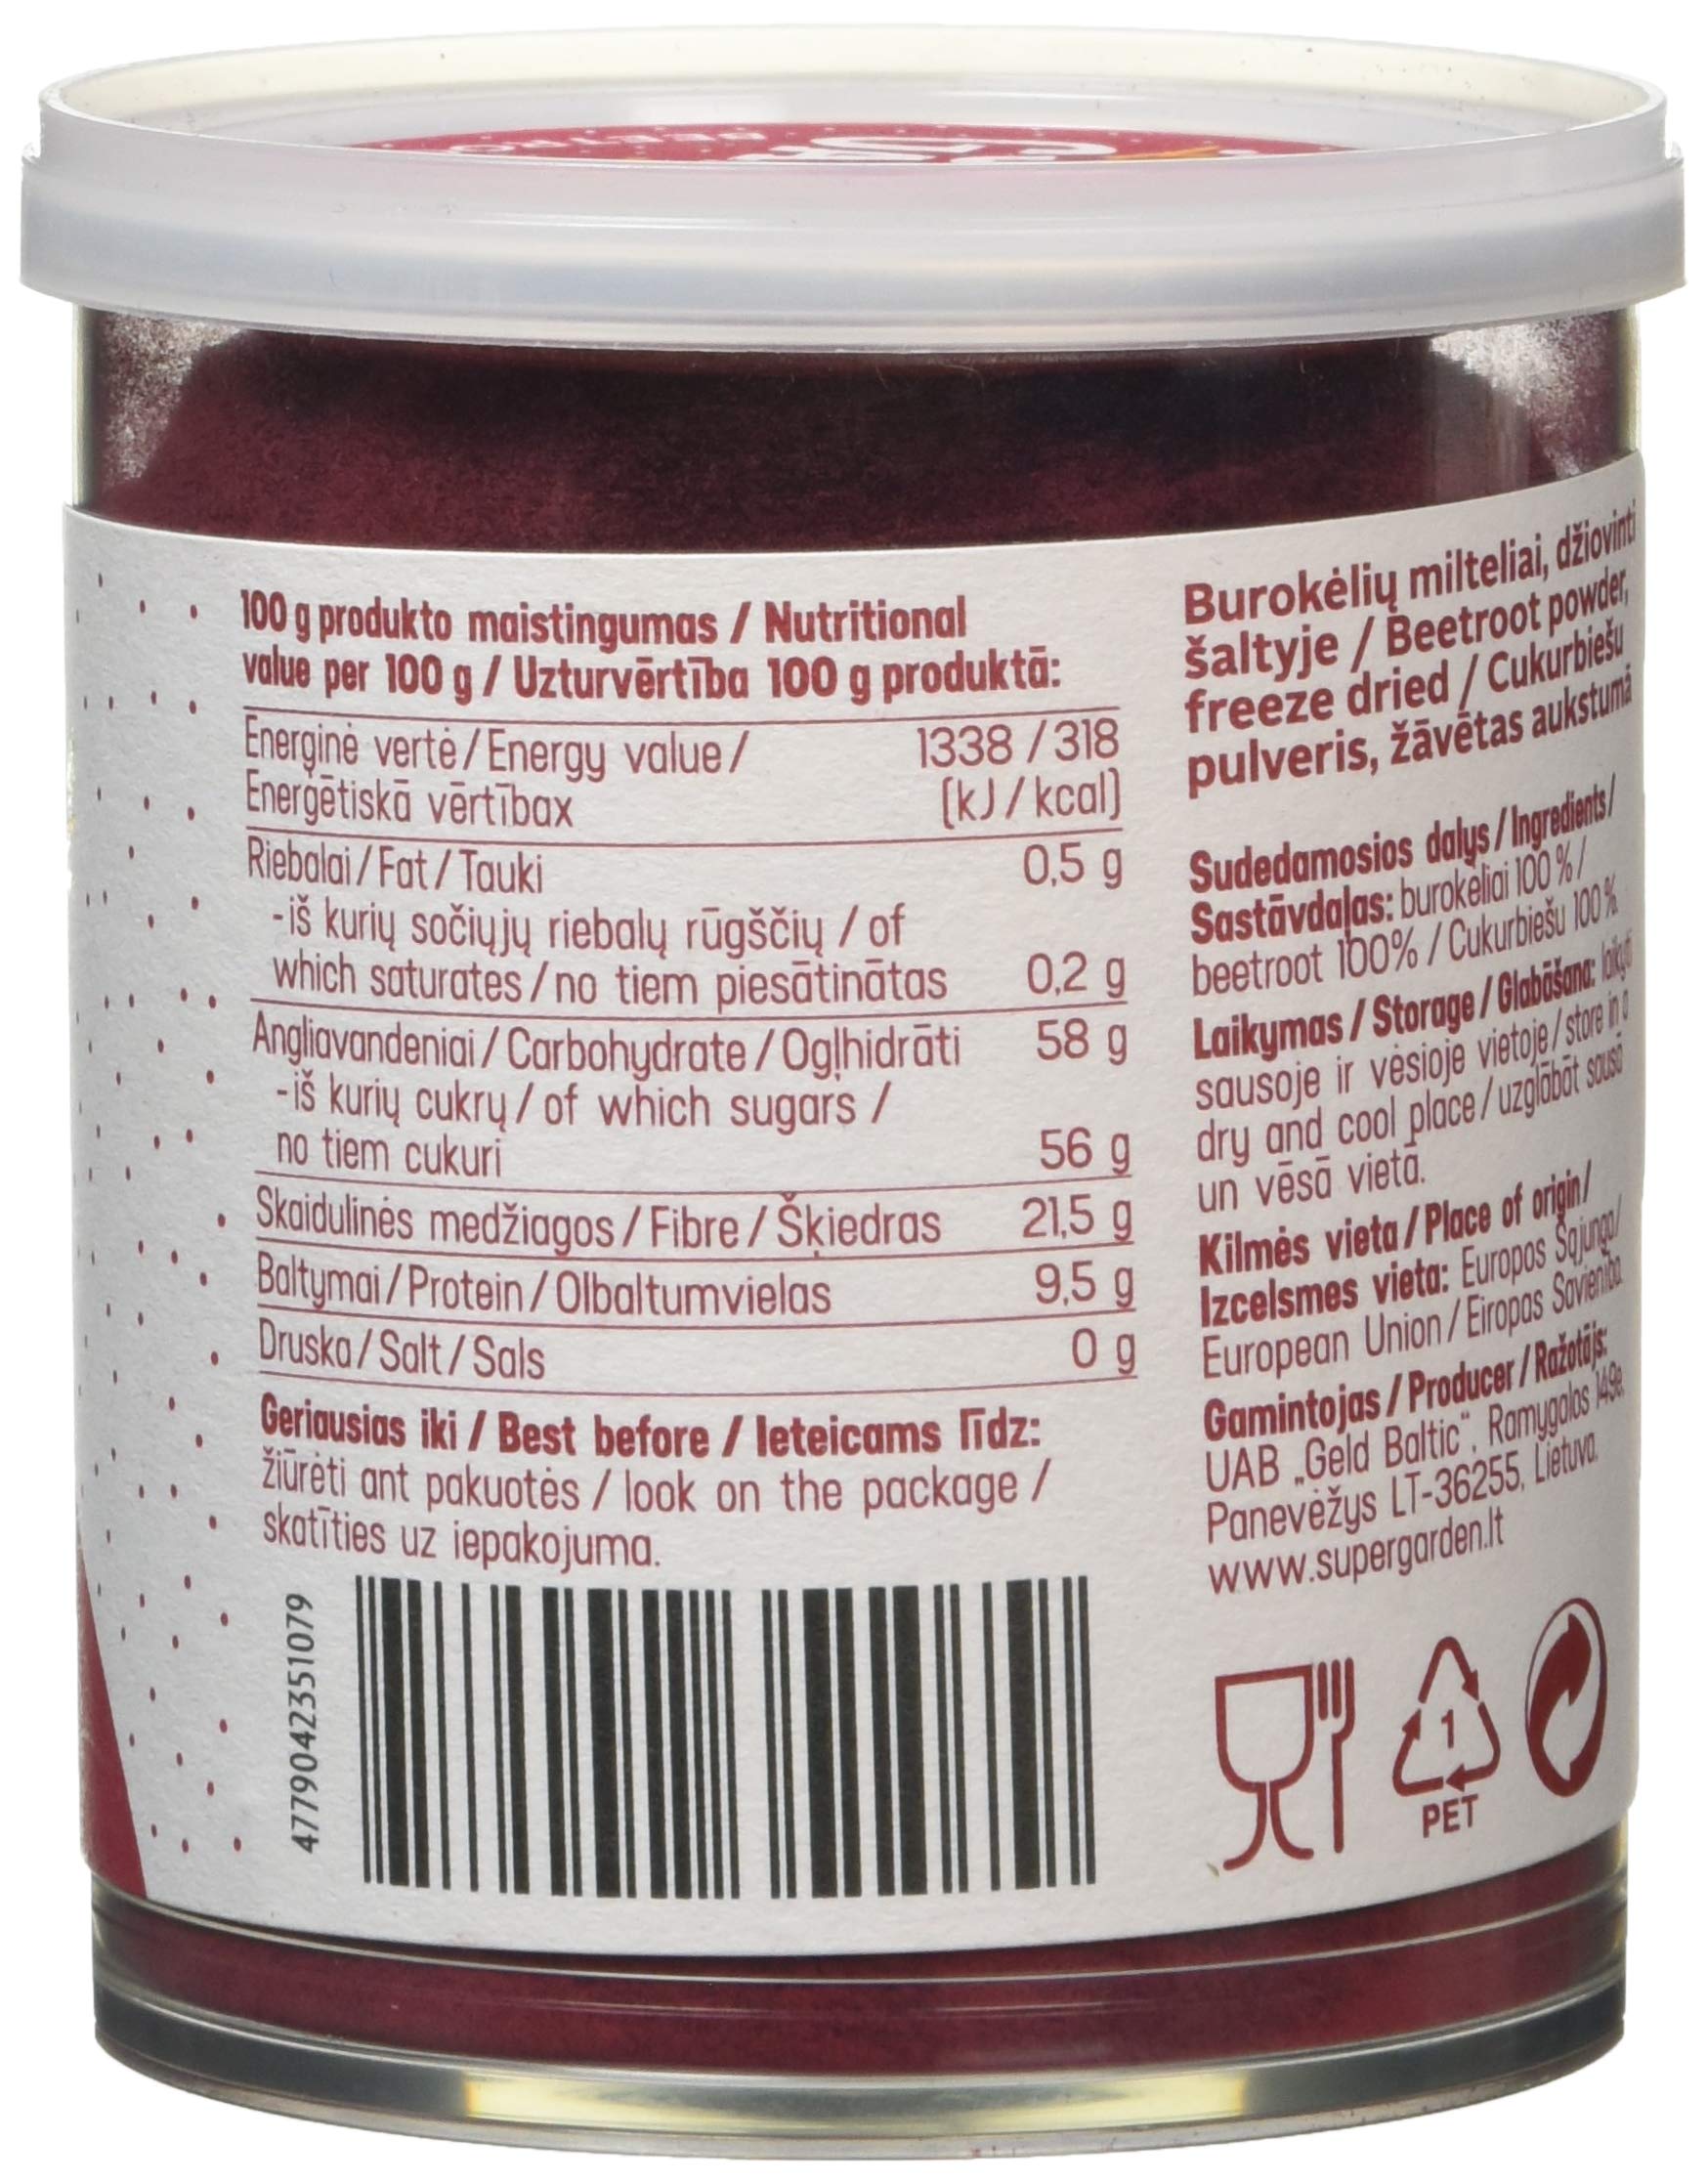 100 g produkto maistingumas / Nutritional
value per 100 g / Uzturvērtība 100 g produktā:
Energinė vertė / Energy value / 1338 / 318
Enerģētiskā vērtībax (kJ / kcal)
Riebalai / Fat / Tauki 0,5 g
-iš kurių sočiųjų riebalų rūgščių / of
which saturates / no tiem piesātinātas 0,2 g
Angliavandeniai / Carbohydrate / Ogļhidrāti 58 g
-iš kurių cukrų / of which sugars /
no tiem cukuri 56 g
Skaidulinės medžiagos / Fibre / Šķiedras 21,5 g
Baltymai / Protein / Olbaltumvielas 9,5 g
Druska / Salt / Sals 0 g
Geriausias iki / Best before / Ieteicams līdz:
žiūrėti ant pakuotės / look on the package /
skatīties uz iepakojuma.
4779042351079
Burokėlių milteliai, džiovinti
šaltyje / Beetroot powder,
freeze dried / Cukurbiešu
pulveris, žāvētas aukstumā
Sudedamosios dalys / Ingredients /
Sastāvdaļas: burokėliai 100 % /
beetroot 100% / Cukurbiešu 100 %.
Laikymas / Storage / Glabāšana: laikyti
sausoje ir vėsioje vietoje / store in a
dry and cool place / uzglabāt sausā
un vēsā vietā.
Kilmės vieta / Place of origin /
Izcelsmes vieta: Europos Sąjunga /
European Union / Eiropas Savienība.
Gamintojas / Producer / Ražotājs:
UAB „Geld Baltic“, Ramygalos 149e,
Panevėžys LT-36255, Lietuva.
www.supergarden.lt
1
PET